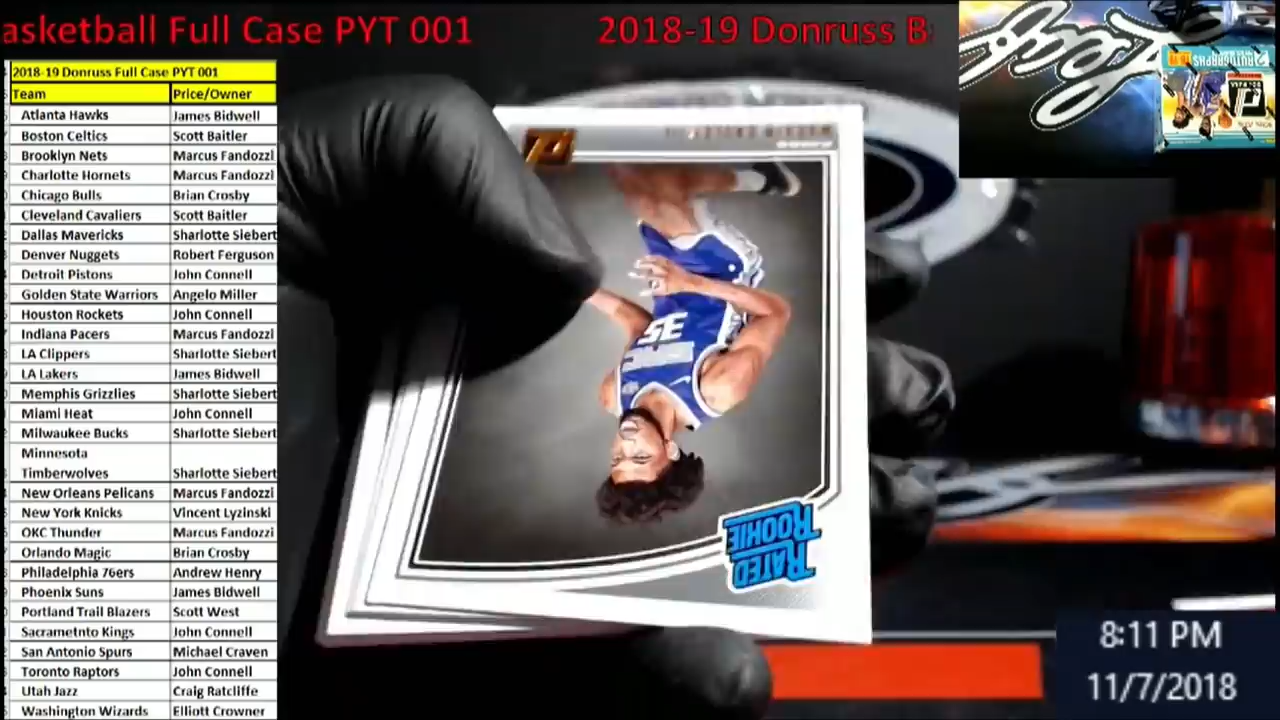 asketball Full Case PYT 001 2018-19 Donruss B
2018-19 Donruss Full Case PYT 001
Team Price/Owner
Atlanta Hawks James Bidwell
Boston Celtics Scott Baitler
Brooklyn Nets Marcus Fandozzi
Charlotte Hornets Marcus Fandozzi
Chicago Bulls Brian Crosby
Cleveland Cavaliers Scott Baitler
Dallas Mavericks Sharlotte Siebert
Denver Nuggets Robert Ferguson
Detroit Pistons John Connell
Golden State Warriors Angelo Miller
Houston Rockets John Connell
Indiana Pacers Marcus Fandozzi
LA Clippers Sharlotte Siebert
LA Lakers James Bidwell
Memphis Grizzlies Sharlotte Siebert
Miami Heat John Connell
Milwaukee Bucks Sharlotte Siebert
Minnesota
Timberwolves Sharlotte Siebert
New Orleans Pelicans Marcus Fandozzi
New York Knicks Vincent Lyzinski
OKC Thunder Marcus Fandozzi
Orlando Magic Brian Crosby
Philadelphia 76ers Andrew Henry
Phoenix Suns James Bidwell
Portland Trail Blazers Scott West
Sacrametnto Kings John Connell
San Antonio Spurs Michael Craven
Toronto Raptors John Connell
Utah Jazz Craig Ratcliffe
Washington Wizards Elliott Crowner
RATED
ROOKIE
SAC
35
8:11 PM
11/7/2018